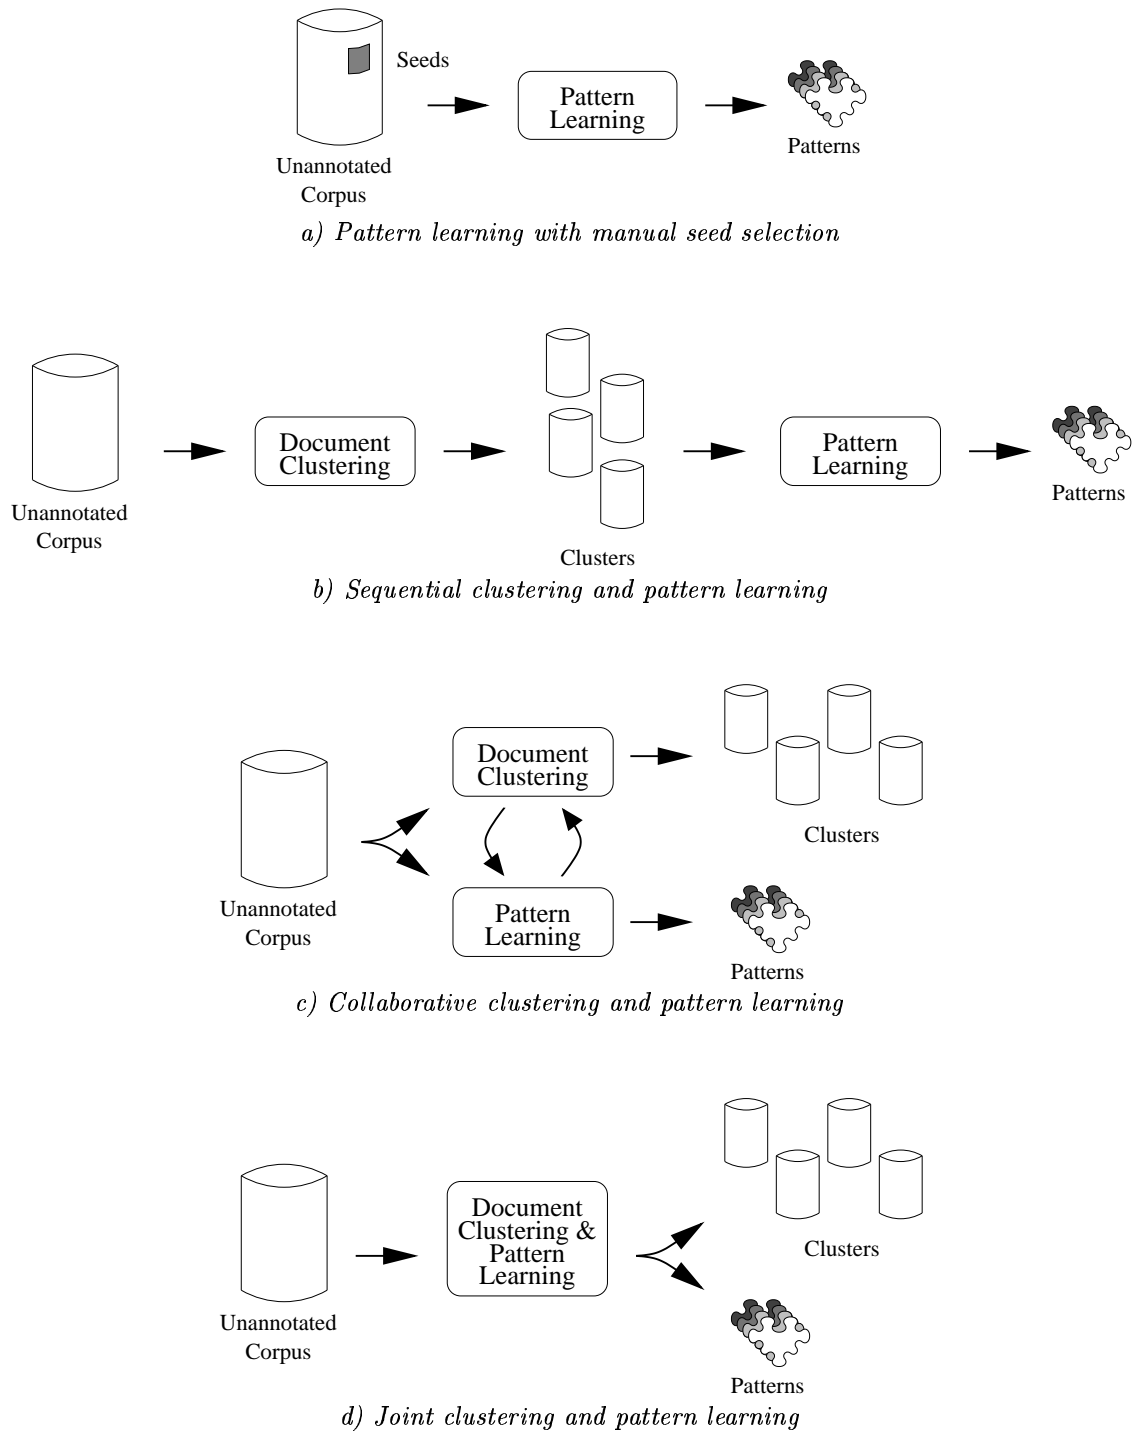 Seeds
Pattern
Learning
Patterns
Unannotated
Corpus
a) Pattern learning with manual seed selection
Unannotated
Corpus
Document
Clustering
Clusters
Pattern
Learning
Patterns
b) Sequential clustering and pattern learning
Unannotated
Corpus
Document
Clustering
Clusters
Pattern
Learning
Patterns
c) Collaborative clustering and pattern learning
Unannotated
Corpus
Document
Clustering &
Pattern
Learning
Clusters
Patterns
d) Joint clustering and pattern learning